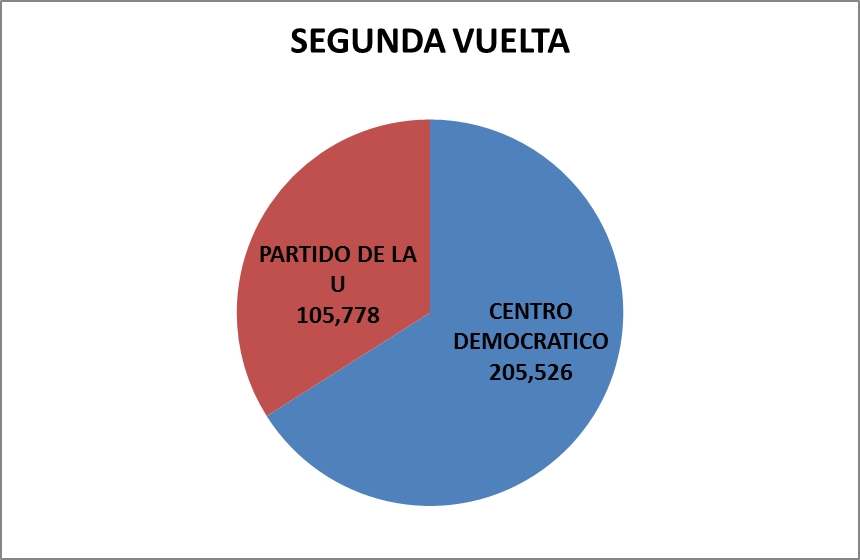 SEGUNDA VUELTA
PARTIDO DE LA
U
105,778
CENTRO
DEMOCRATICO
205,526